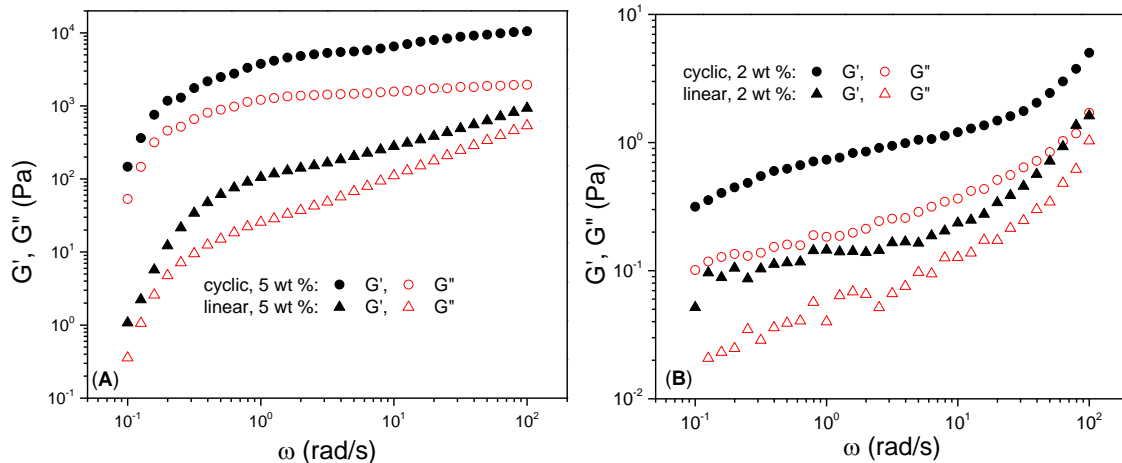 G', G" (Pa)
10^4
10^3
10^2
10^1
10^0
10^-1
cyclic, 5 wt %: G', G"
linear, 5 wt %: G', G"
(A)
10^-1 10^0 10^1 10^2
ω (rad/s)
G', G" (Pa)
10^1
10^0
10^-1
10^-2
cyclic, 2 wt %: G', G"
linear, 2 wt %: G', G"
(B)
10^-1 10^0 10^1 10^2
ω (rad/s)